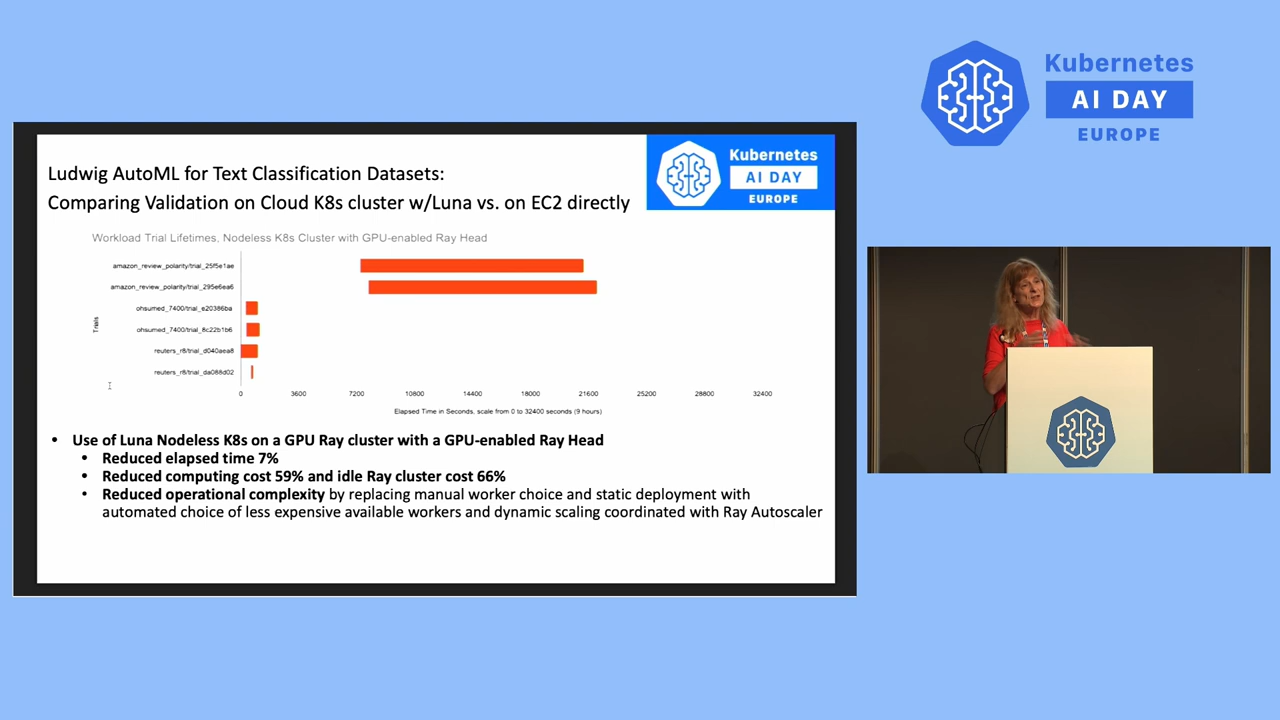 Kubernetes
AI DAY
EUROPE
Ludwig AutoML for Text Classification Datasets:
Comparing Validation on Cloud K8s cluster w/Luna vs. on EC2 directly
Kubernetes
AI DAY
EUROPE
Workload Trial Lifetimes, Nodeless K8s Cluster with GPU-enabled Ray Head
Trials
amazon_review_polarity/trial_25f5e1ae
amazon_review_polarity/trial_295e6ea6
ohsumed_7400/trial_e20386ba
ohsumed_7400/trial_8c22b1b6
reuters_r8/trial_d040aea8
reuters_r8/trial_da088d02
0 3600 7200 10800 14400 18000 21600 25200 28800 32400
Elapsed Time in Seconds, scale from 0 to 32400 seconds (9 hours)
• Use of Luna Nodeless K8s on a GPU Ray cluster with a GPU-enabled Ray Head
• Reduced elapsed time 7%
• Reduced computing cost 59% and idle Ray cluster cost 66%
• Reduced operational complexity by replacing manual worker choice and static deployment with
automated choice of less expensive available workers and dynamic scaling coordinated with Ray Autoscaler